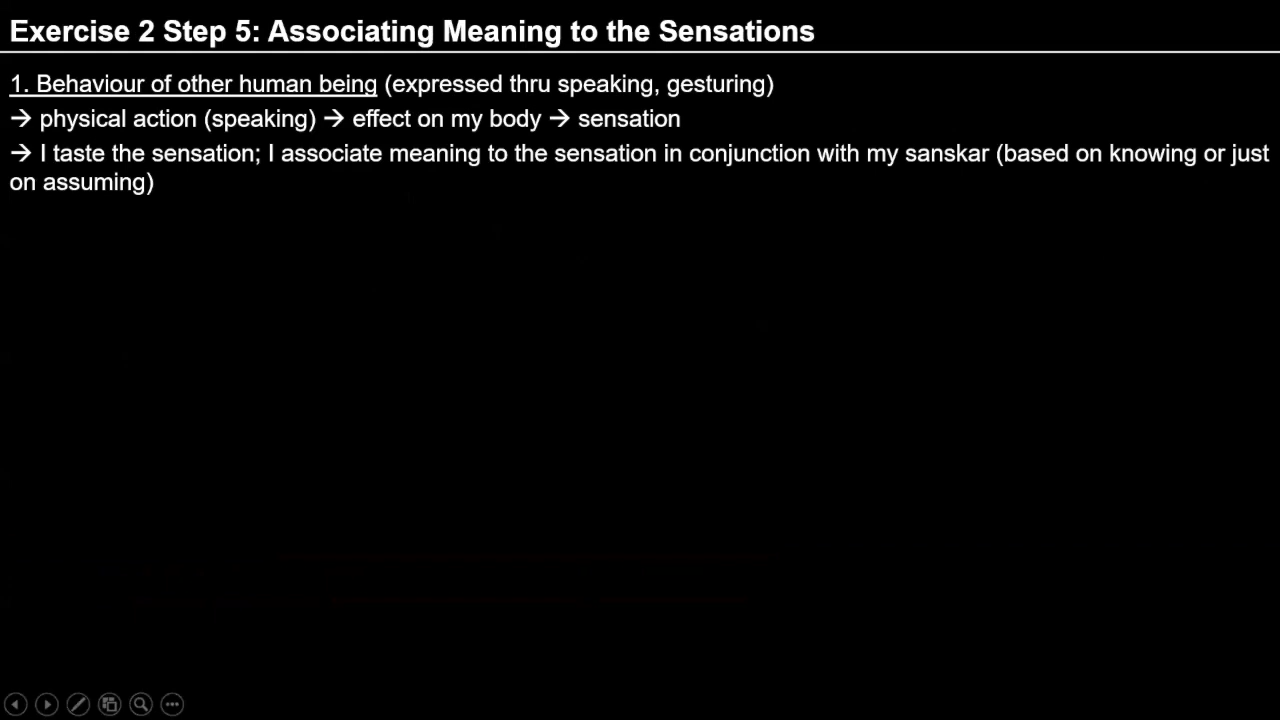 Exercise 2 Step 5: Associating Meaning to the Sensations
1. Behaviour of other human being (expressed thru speaking, gesturing)
→ physical action (speaking) → effect on my body → sensation
→ I taste the sensation; I associate meaning to the sensation in conjunction with my sanskar (based on knowing or just
on assuming)